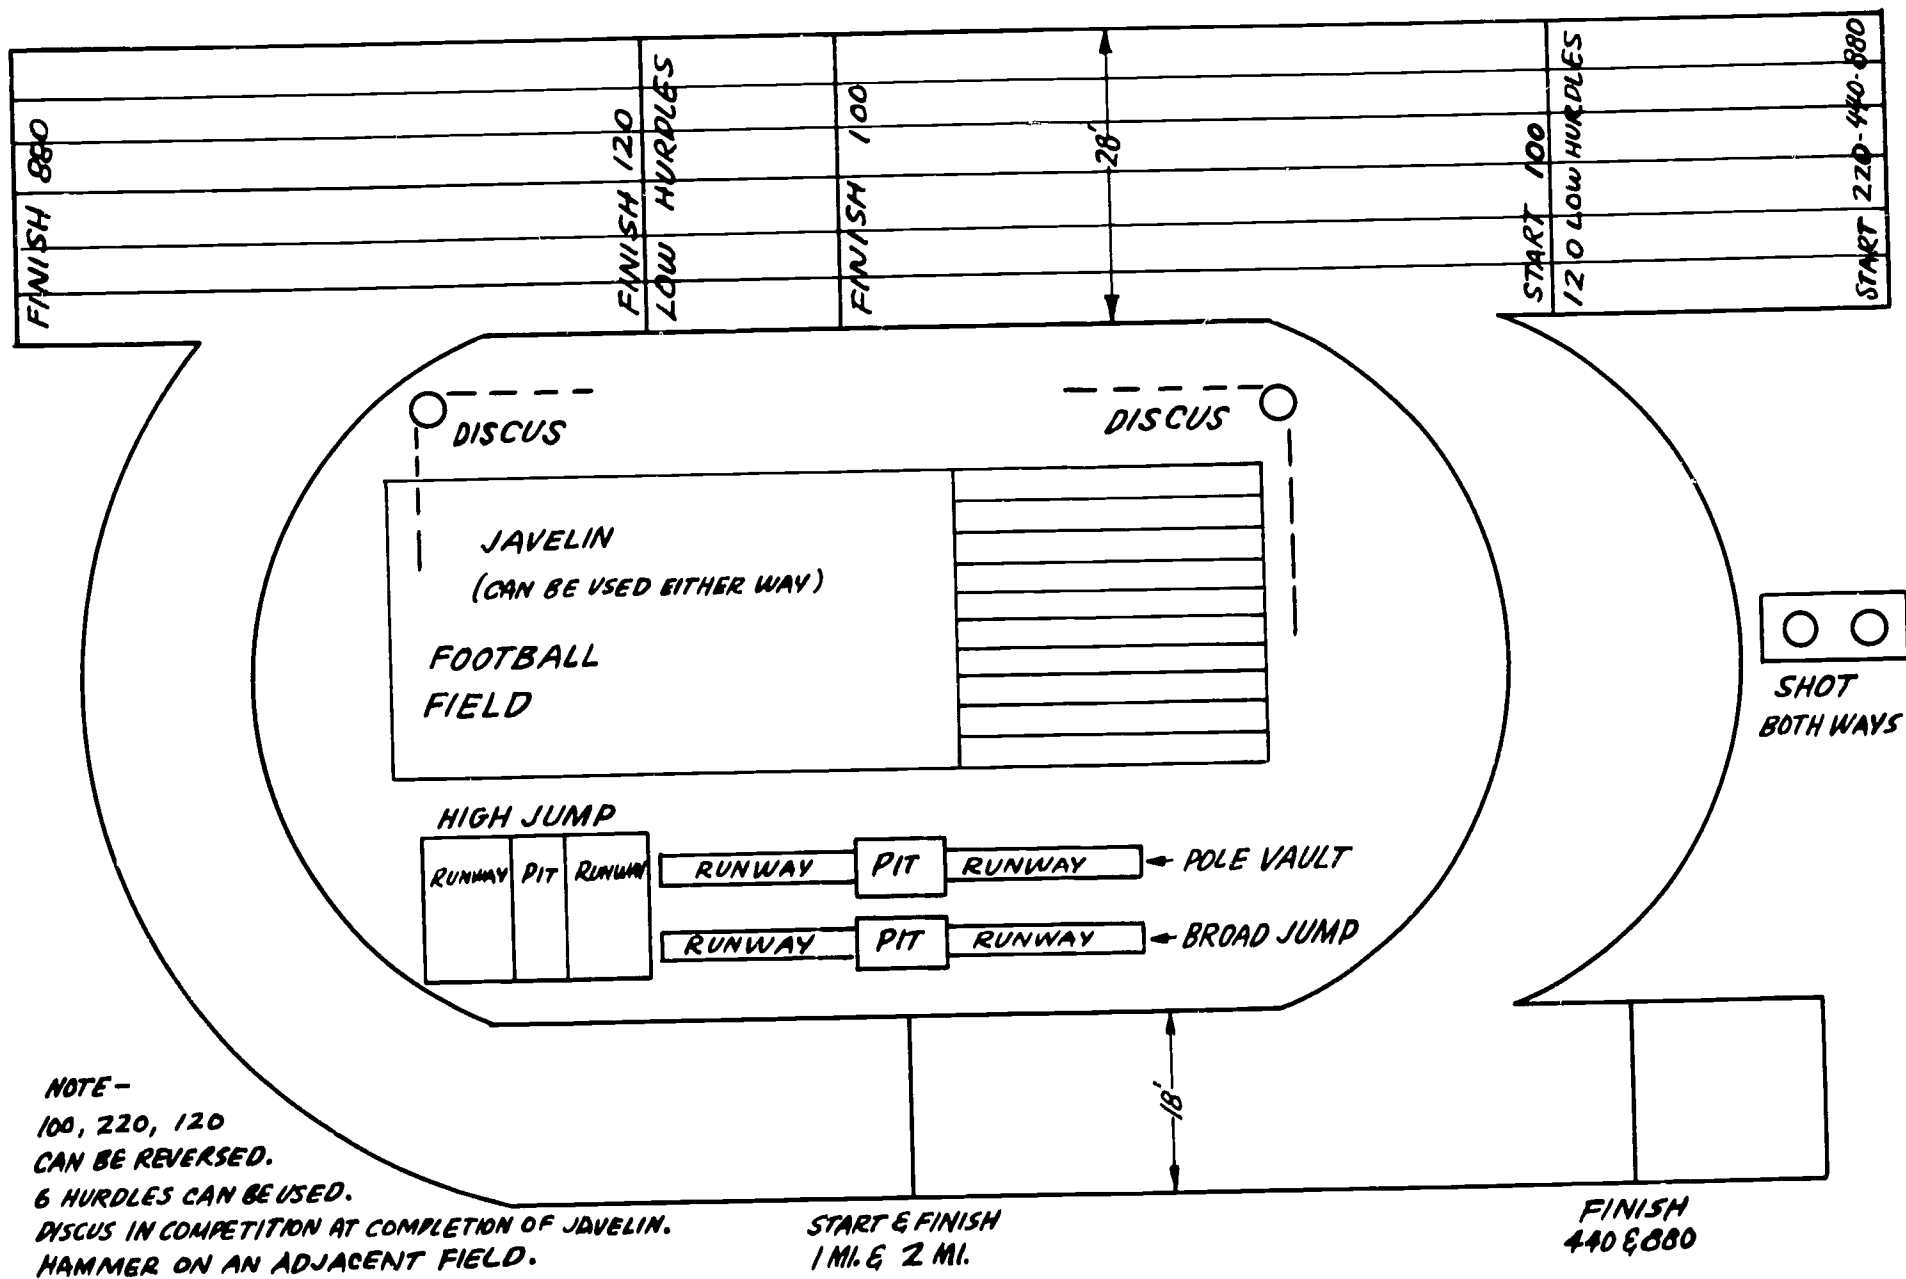 FINISH 880
FINISH 120
LOW HURDLES
FINISH 100
28'
START 100
120 LOW HURDLES
START 220-440-880
DISCUS
DISCUS
JAVELIN
(CAN BE USED EITHER WAY)
FOOTBALL
FIELD
SHOT
BOTH WAYS
HIGH JUMP
RUNWAY PIT RUNWAY
RUNWAY PIT RUNWAY POLE VAULT
RUNWAY PIT RUNWAY BROAD JUMP
18'
NOTE-
100, 220, 120
CAN BE REVERSED.
6 HURDLES CAN BE USED.
DISCUS IN COMPETITION AT COMPLETION OF JAVELIN.
HAMMER ON AN ADJACENT FIELD.
START & FINISH
1 MI. & 2 MI.
FINISH
440 & 880